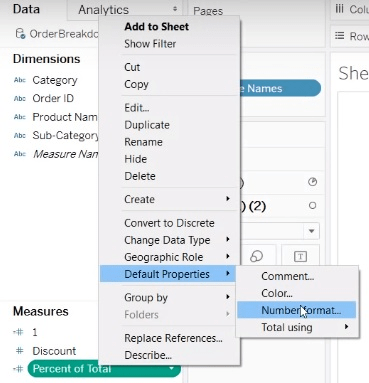 Data
Analytics
Pages
OrderBreakdo
Dimensions
Abc Category
Abc Order ID
Abc Product Nam
Abc Sub-Category
Abc Measure Nam
Measures
# 1
# Discount
Percent of Total
Add to Sheet
Show Filter
Cut
Copy
Edit...
Duplicate
Rename
Hide
Delete
Create
Convert to Discrete
Change Data Type
Geographic Role
Default Properties
Group by
Folders
Replace References...
Describe...
Comment...
Color...
Number format...
Total using
Names
) (2)
T
Colu
Row
She